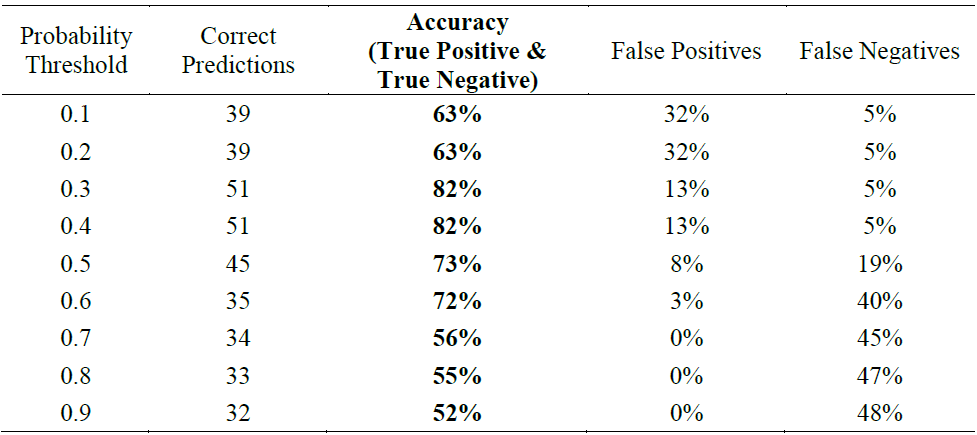 Probability Threshold Correct Predictions Accuracy (True Positive & True Negative) False Positives False Negatives
0.1 39 63% 32% 5%
0.2 39 63% 32% 5%
0.3 51 82% 13% 5%
0.4 51 82% 13% 5%
0.5 45 73% 8% 19%
0.6 35 72% 3% 40%
0.7 34 56% 0% 45%
0.8 33 55% 0% 47%
0.9 32 52% 0% 48%